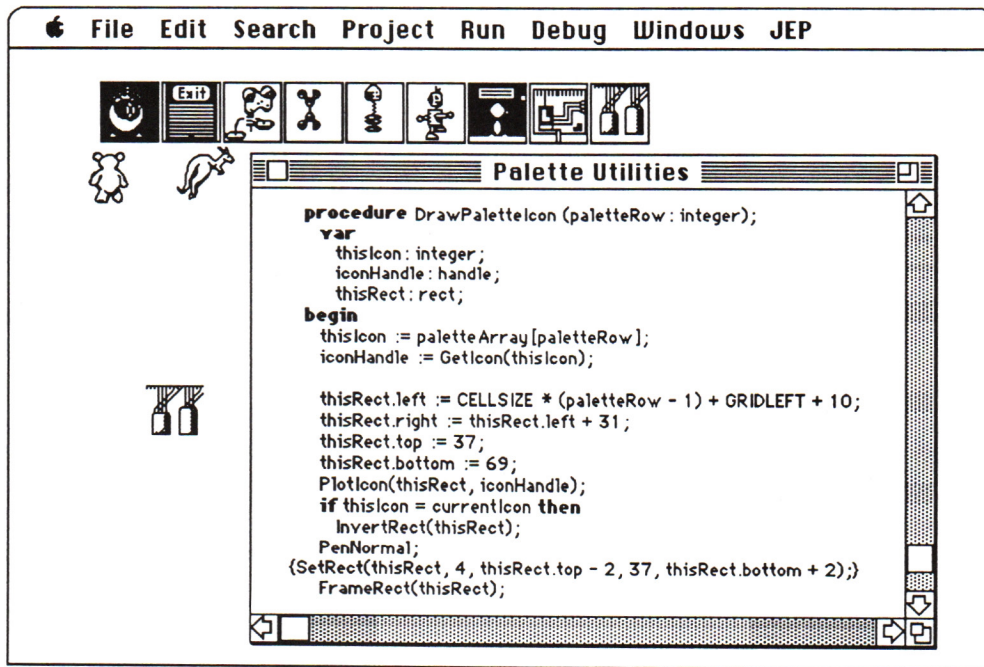 File Edit Search Project Run Debug Windows JEP
Exit
Palette Utilities
procedure DrawPaletteIcon (paletteRow : integer);
var
thisIcon : integer;
iconHandle : handle;
thisRect : rect;
begin
thisIcon := paletteArray[paletteRow];
iconHandle := GetIcon(thisIcon);
thisRect.left := CELLSIZE * (paletteRow - 1) + GRIDLEFT + 10;
thisRect.right := thisRect.left + 31;
thisRect.top := 37;
thisRect.bottom := 69;
PlotIcon(thisRect, iconHandle);
if thisIcon = currentIcon then
InvertRect(thisRect);
PenNormal;
{SetRect(thisRect, 4, thisRect.top - 2, 37, thisRect.bottom + 2);}
FrameRect(thisRect);